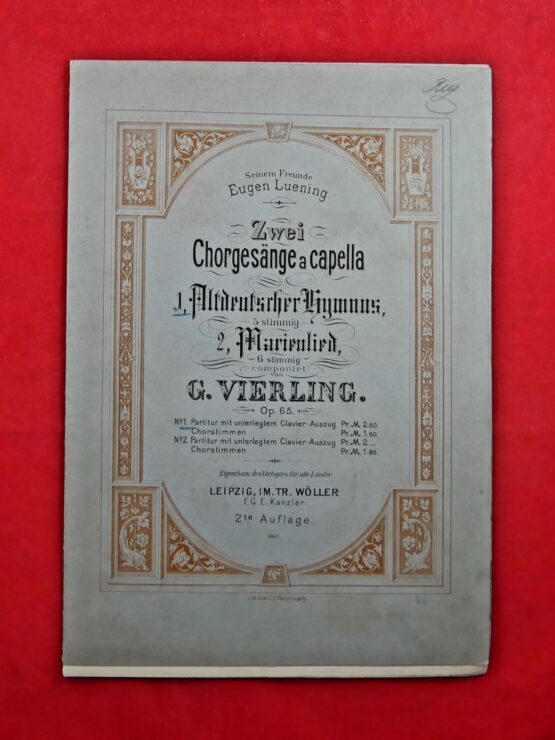 Seinem Freunde
Eugen Luening
Zwei
Chorgesänge a capella
1, Altdeutscher Hymnus,
5 stimmig
2, Marienlied,
6 stimmig
componirt
von
G. VIERLING.
Op. 65.
No 1. Partitur mit unterlegtem Clavier-Auszug Pr. M. 2.50.
Chorstimmen Pr. M. 1.50.
No 2. Partitur mit unterlegtem Clavier-Auszug Pr. M. 2._
Chorstimmen Pr. M. 1.80.
Eigenthum des Verlegers für alle Länder
LEIPZIG, IM. TR. WÖLLER
F. G. E. Kanzler.
2te Auflage.